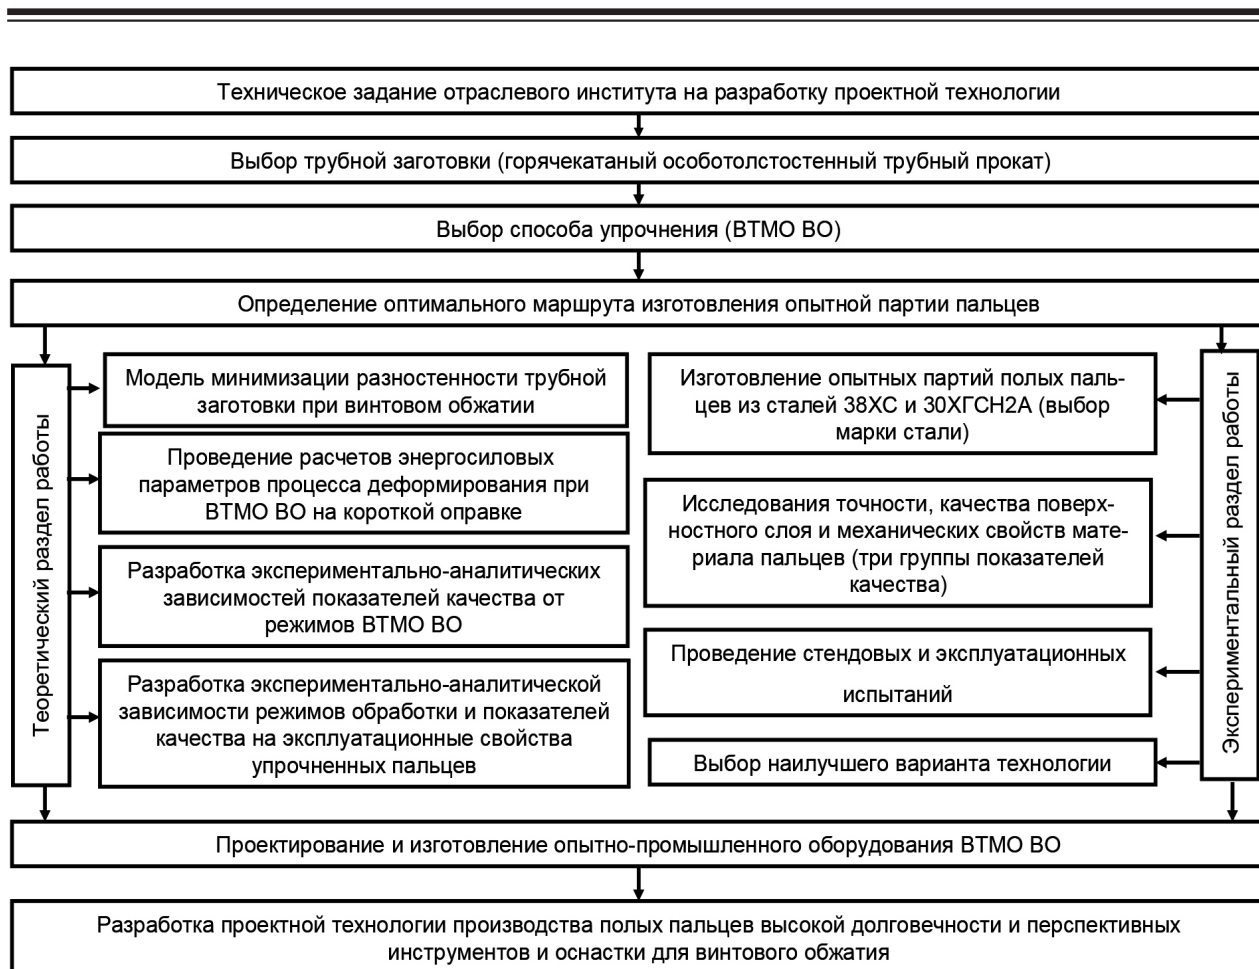 Техническое задание отраслевого института на разработку проектной технологии
Выбор трубной заготовки (горячекатаный особотолстостенный трубный прокат)
Выбор способа упрочнения (ВТМО ВО)
Определение оптимального маршрута изготовления опытной партии пальцев
Теоретический раздел работы
Модель минимизации разностенности трубной
заготовки при винтовом обжатии
Проведение расчетов энергосиловых
параметров процесса деформирования при
ВТМО ВО на короткой оправке
Разработка экспериментально-аналитических
зависимостей показателей качества от
режимов ВТМО ВО
Разработка экспериментально-аналитической
зависимости режимов обработки и показателей
качества на эксплуатационные свойства
упрочненных пальцев
Изготовление опытных партий полых паль-
цев из сталей 38ХС и 30ХГСН2А (выбор
марки стали)
Исследования точности, качества поверх-
ностного слоя и механических свойств мате-
риала пальцев (три группы показателей
качества)
Проведение стендовых и эксплуатационных
испытаний
Выбор наилучшего варианта технологии
Экспериментальный раздел работы
Проектирование и изготовление опытно-промышленного оборудования ВТМО ВО
Разработка проектной технологии производства полых пальцев высокой долговечности и перспективных
инструментов и оснастки для винтового обжатия